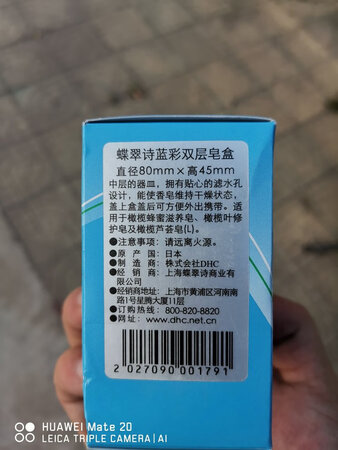 蝶翠诗蓝彩双层皂盒
直径80mm×高45mm
中层的器皿，拥有贴心的滤水孔
设计，能使香皂维持干燥状态，
盖上盒盖后可方便外出携带。适
用于橄榄蜂蜜滋养皂、橄榄叶修
护皂及橄榄芦荟皂(L)。
●注意事项：请远离火源。
●原产国：日本
●制造商：株式会社DHC
●经销商：上海蝶翠诗商业有
限公司
●经销商地址：上海市黄浦区河南南
路1号星腾大厦11层
●订购热线：800-820-8820
●网址：www.dhc.net.cn
2 027090 001791
HUAWEI Mate 20
LEICA TRIPLE CAMERA | AI